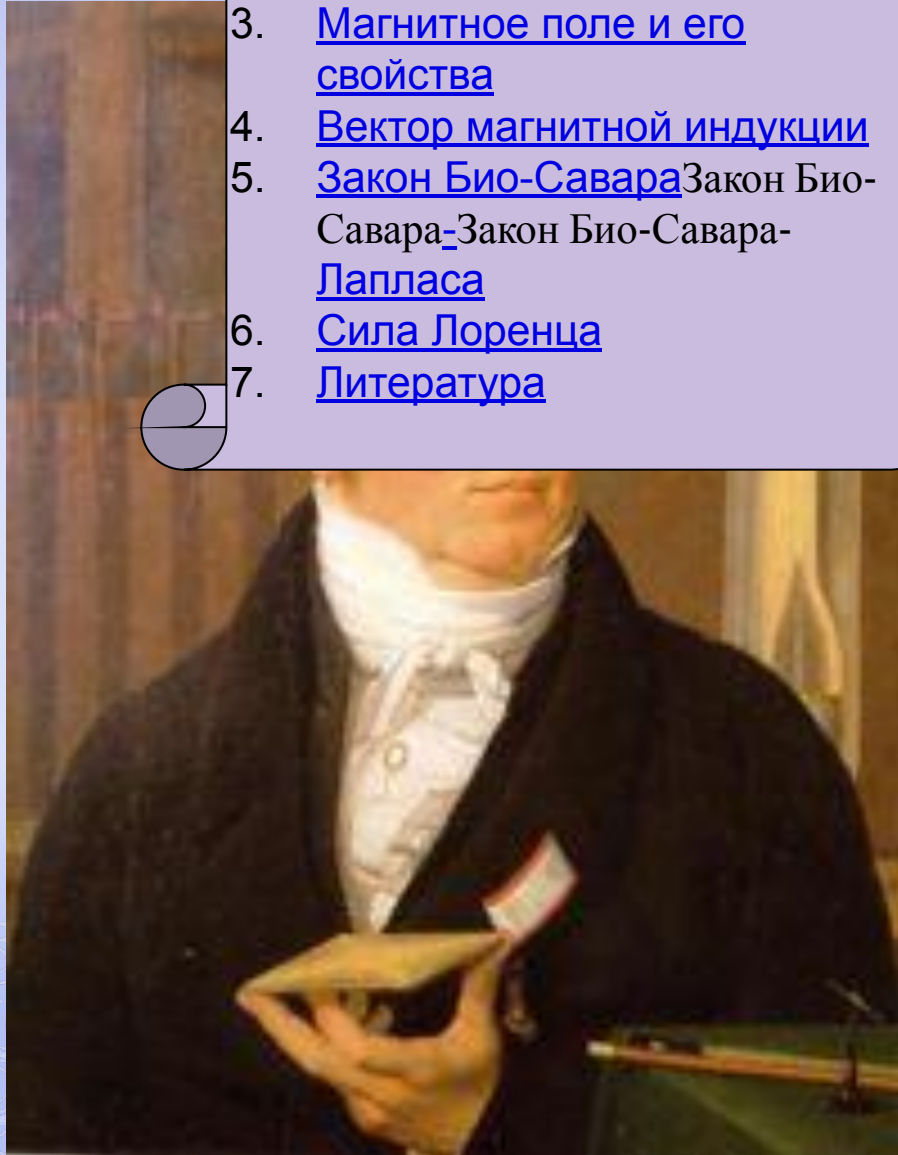 3. Магнитное поле и его
свойства
4. Вектор магнитной индукции
5. Закон Био-СавараЗакон Био-
Савара-Закон Био-Савара-
Лапласа
6. Сила Лоренца
7. Литература